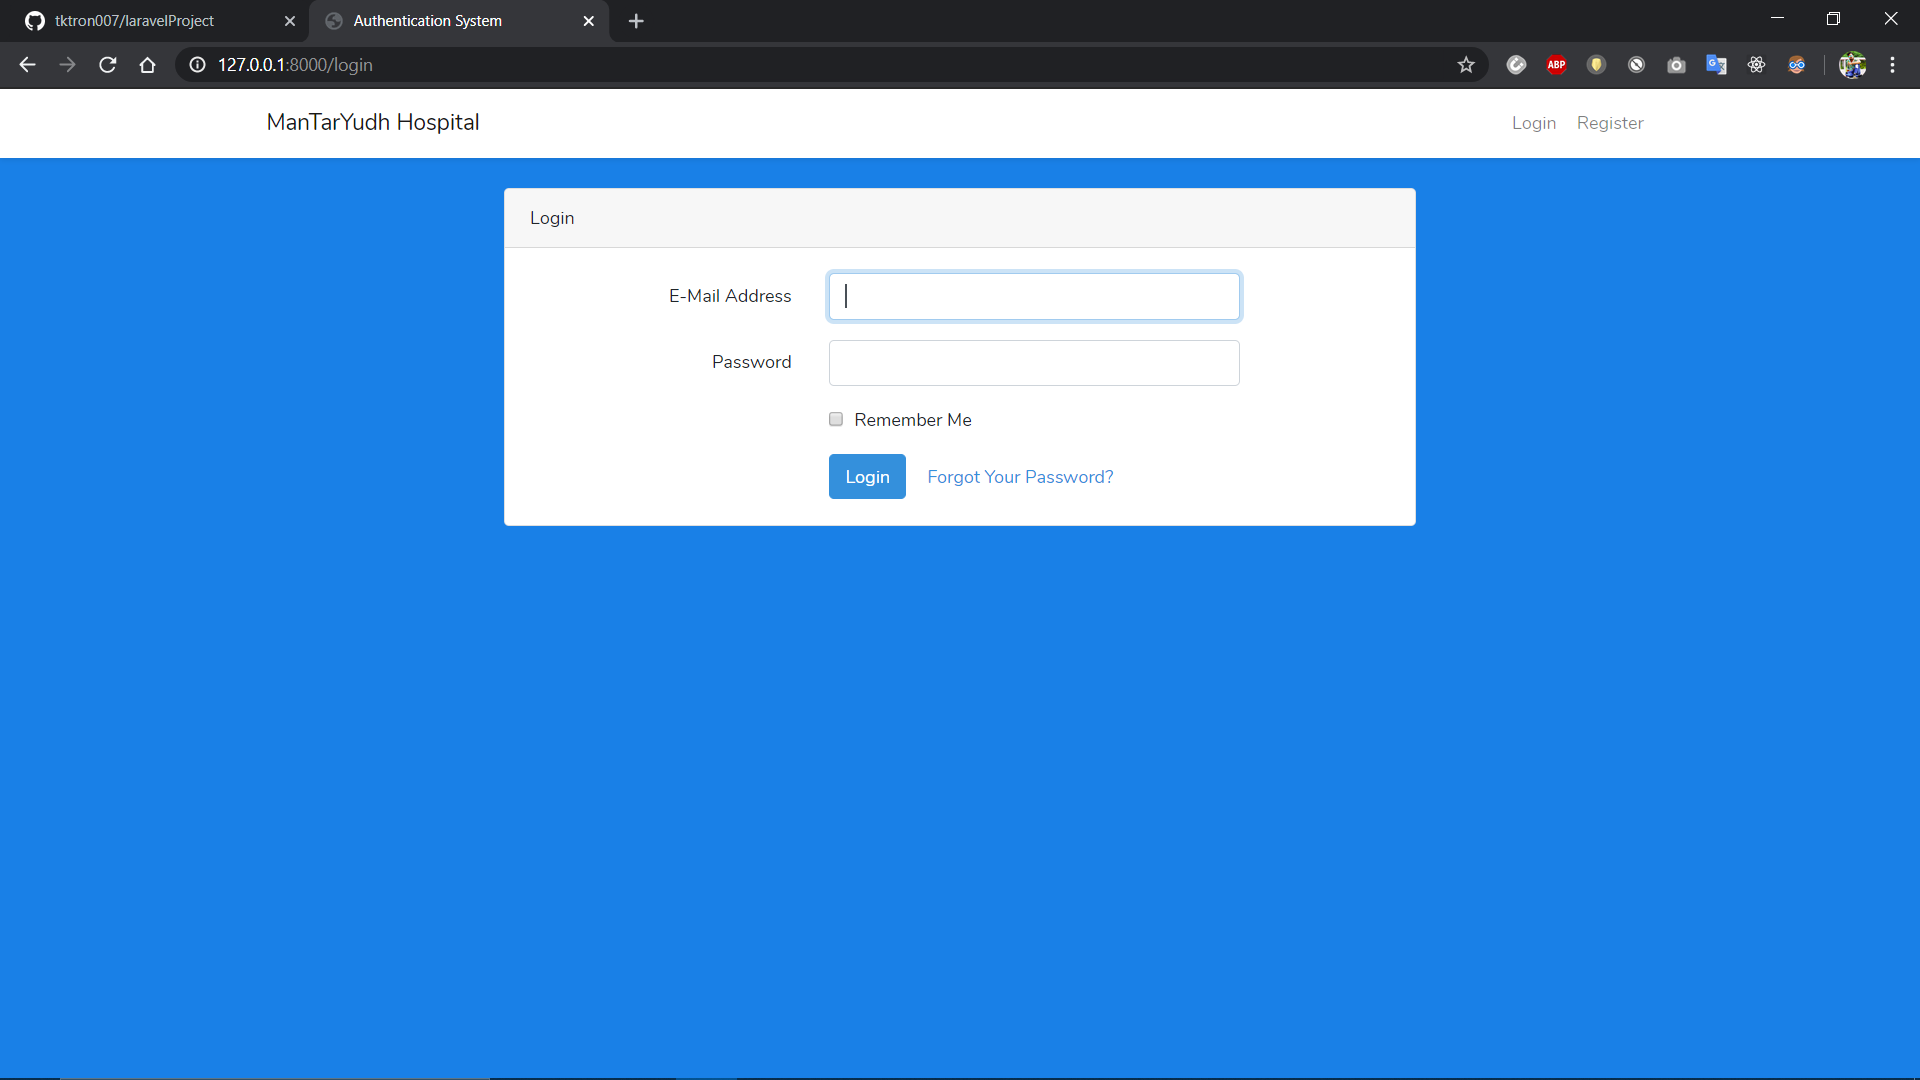 tktron007/laravelProject
Authentication System
127.0.0.1:8000/login
ABP
ManTarYudh Hospital
Login
Register
Login
E-Mail Address
Password
Remember Me
Login
Forgot Your Password?